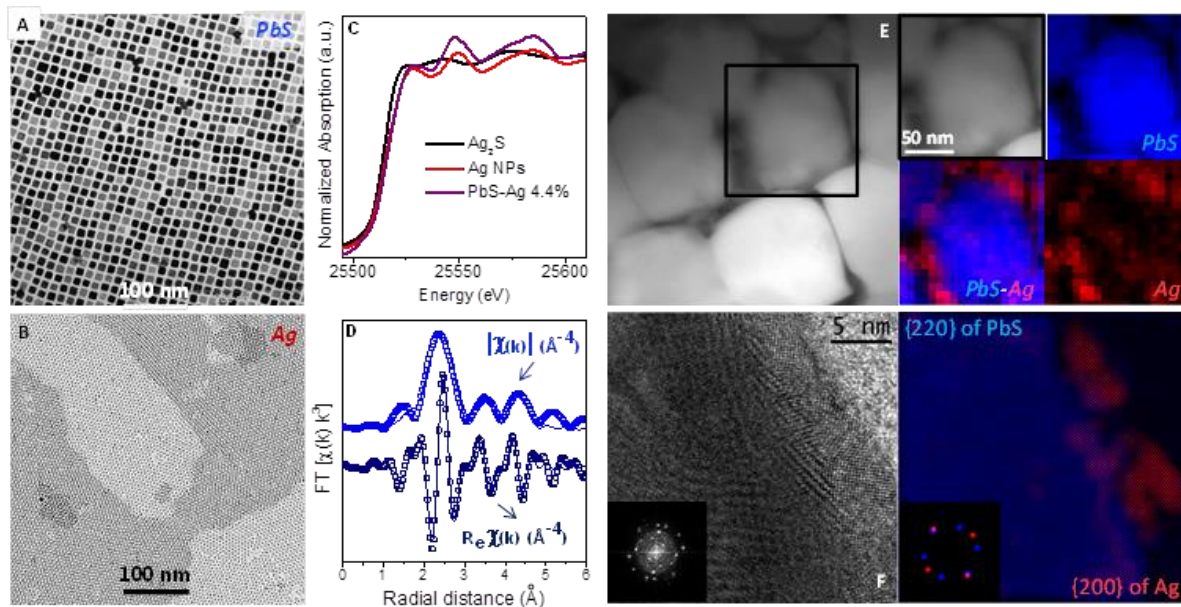 A
PbS
100 nm
B
Ag
100 nm
C
Normalized Absorption (a.u.)
Ag₂S
Ag NPs
PbS-Ag 4.4%
25500 25550 25600
Energy (eV)
D
|χ(k)| (Å⁻⁴)
FT [χ(k) k³]
Re χ(k) (Å⁻⁴)
0 1 2 3 4 5 6
Radial distance (Å)
E
50 nm
PbS
PbS-Ag
Ag
5 nm
F
{220} of PbS
{200} of Ag